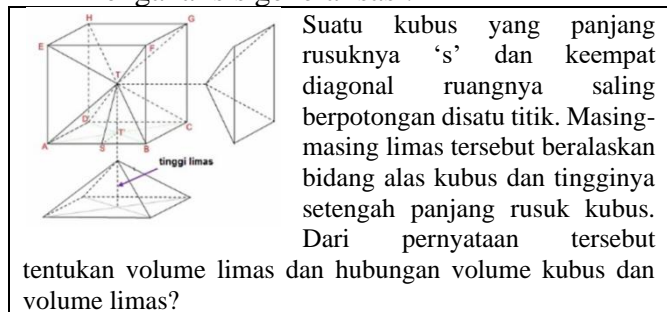 H
G
E
F
Suatu kubus yang panjang
rusuknya ‘s’ dan keempat
diagonal ruangnya saling
berpotongan disatu titik. Masing-
masing limas tersebut beralaskan
bidang alas kubus dan tingginya
setengah panjang rusuk kubus.
Dari pernyataan tersebut
tentukan volume limas dan hubungan volume kubus dan
volume limas?
T
D
C
T'
A
S
B
tinggi limas